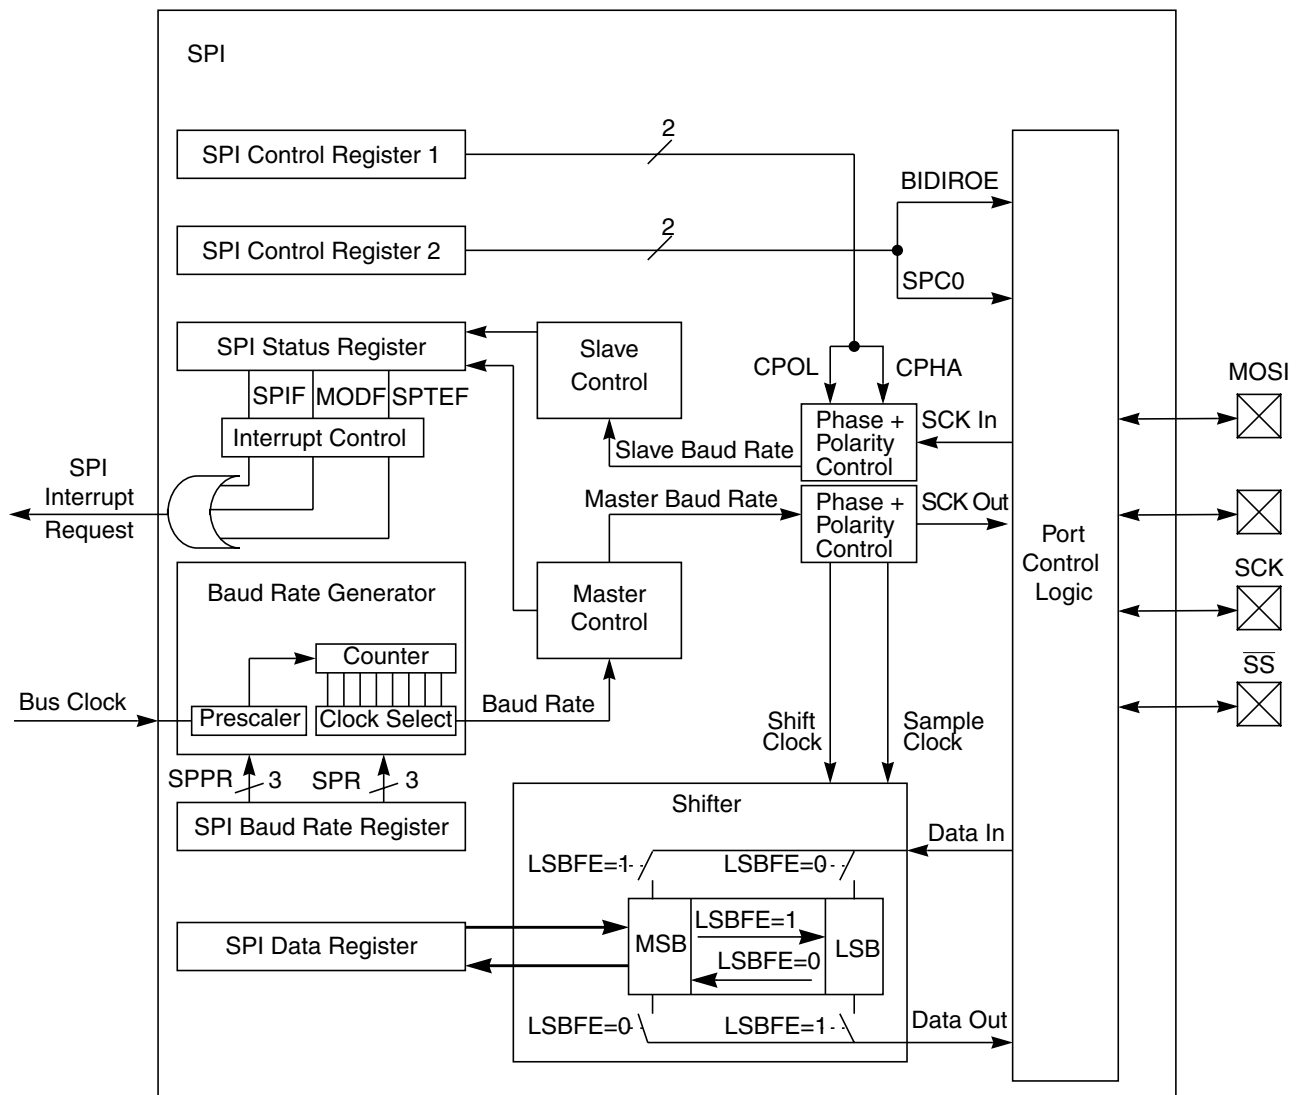 SPI
SPI Control Register 1
2
BIDIROE
SPI Control Register 2
2
SPC0
SPI Status Register
Slave
Control
CPOL
CPHA
MOSI
SPIF
MODF
SPTEF
Interrupt Control
Slave Baud Rate
Phase +
Polarity
Control
SCK In
SPI
Interrupt
Request
Master Baud Rate
Phase +
Polarity
Control
SCK Out
Port
Control
Logic
SCK
Baud Rate Generator
Master
Control
Counter
SS
Bus Clock
Prescaler
Clock Select
Baud Rate
Shift
Clock
Sample
Clock
SPPR
3
SPR
3
SPI Baud Rate Register
Shifter
Data In
LSBFE=1
LSBFE=0
SPI Data Register
MSB
LSBFE=1
LSBFE=0
LSB
LSBFE=0
LSBFE=1
Data Out